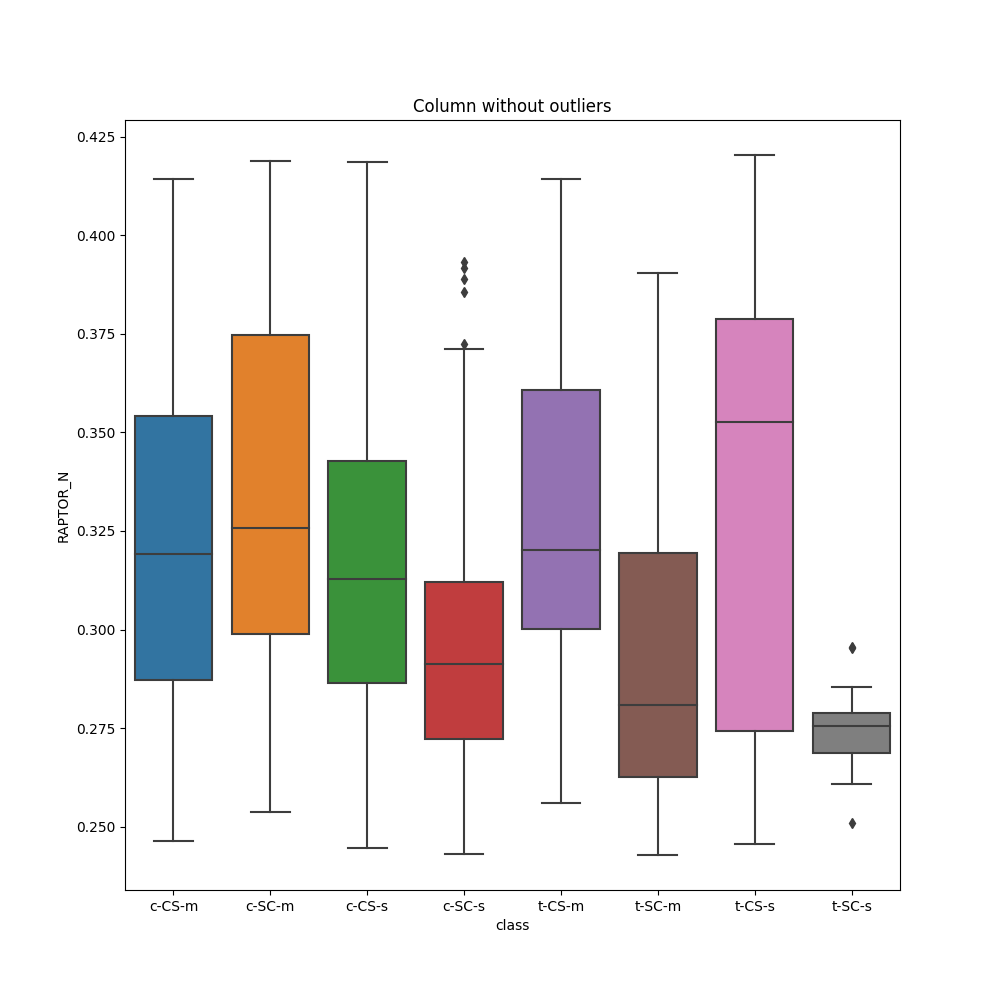 Column without outliers
0.425
0.400
0.375
0.350
0.325
0.300
0.275
0.250
RAPTOR_N
c-CS-m c-SC-m c-CS-s c-SC-s t-CS-m t-SC-m t-CS-s t-SC-s
class